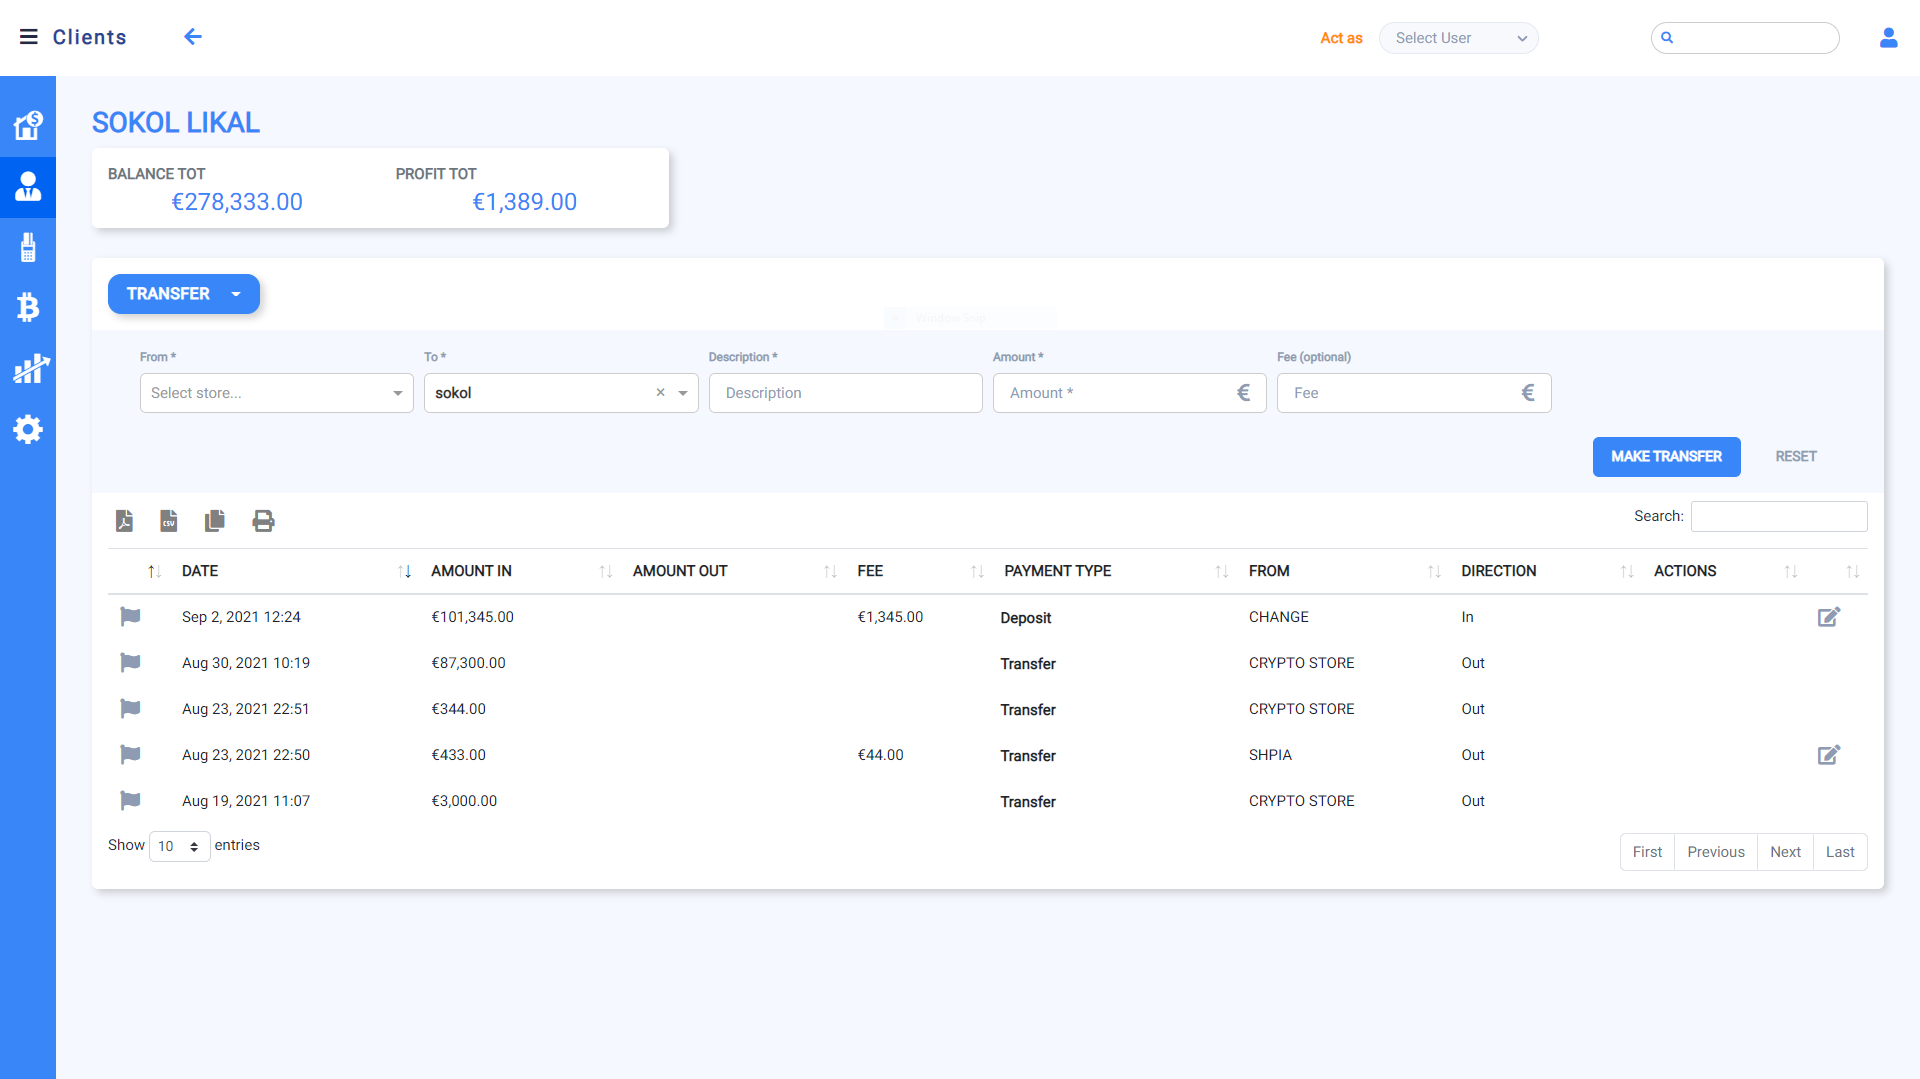 Clients
Act as
Select User
SOKOL LIKAL
BALANCE TOT PROFIT TOT
€278,333.00 €1,389.00
TRANSFER
Window Snip
From * To * Description * Amount * Fee (optional)
Select store... sokol × Description Amount * € Fee €
MAKE TRANSFER RESET
CSV
Search:
DATE AMOUNT IN AMOUNT OUT FEE PAYMENT TYPE FROM DIRECTION ACTIONS
Sep 2, 2021 12:24 €101,345.00 €1,345.00 Deposit CHANGE In
Aug 30, 2021 10:19 €87,300.00 Transfer CRYPTO STORE Out
Aug 23, 2021 22:51 €344.00 Transfer CRYPTO STORE Out
Aug 23, 2021 22:50 €433.00 €44.00 Transfer SHPIA Out
Aug 19, 2021 11:07 €3,000.00 Transfer CRYPTO STORE Out
Show 10 entries
First Previous Next Last